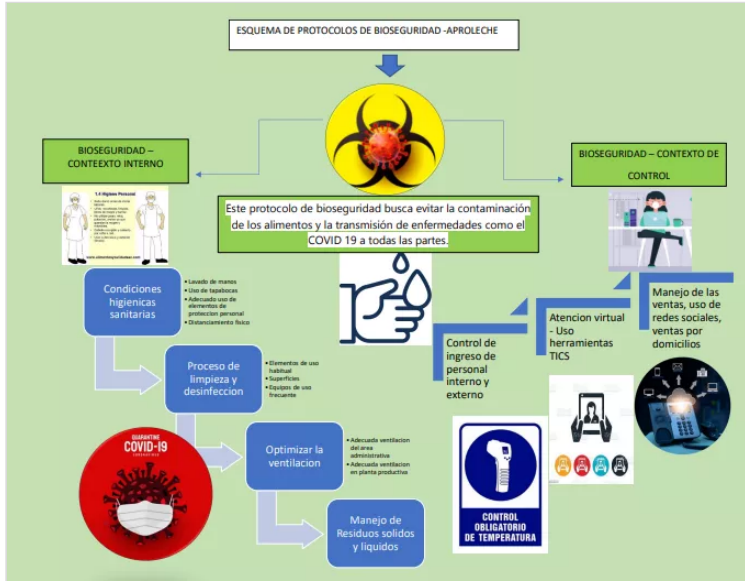 ESQUEMA DE PROTOCOLOS DE BIOSEGURIDAD -APROLECHE
BIOSEGURIDAD –
CONTEEXTO INTERNO
BIOSEGURIDAD – CONTEXTO DE
CONTROL
1.4 Higiene Personal
Este protocolo de bioseguridad busca evitar la contaminación
de los alimentos y la transmisión de enfermedades como el
COVID 19 a todas las partes.
Condiciones
higienicas
sanitarias
• Lavado de manos
• Uso de tapabocas
• Adecuado uso de
elementos de
proteccion personal
• Distanciamiento fisico
Proceso de
limpieza y
desinfeccion
• Elementos de uso
habitual
• Superficies
• Equipos de uso
frecuente
Optimizar la
ventilacion
• Adecuada ventilacion
del area
administrativa
• Adecuada ventilacion
en planta productiva
Manejo de
Residuos solidos
y liquidos
Control de
ingreso de
personal
interno y
externo
Atencion virtual
- Uso
herramientas
TICS
Manejo de las
ventas, uso de
redes sociales,
ventas por
domicilios
QUARANTINE
COVID-19
CONTROL
OBLIGATORIO
DE TEMPERATURA